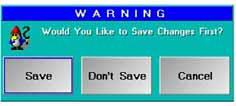 WARNING
Would You Like to Save Changes First?
Save
Don't Save
Cancel